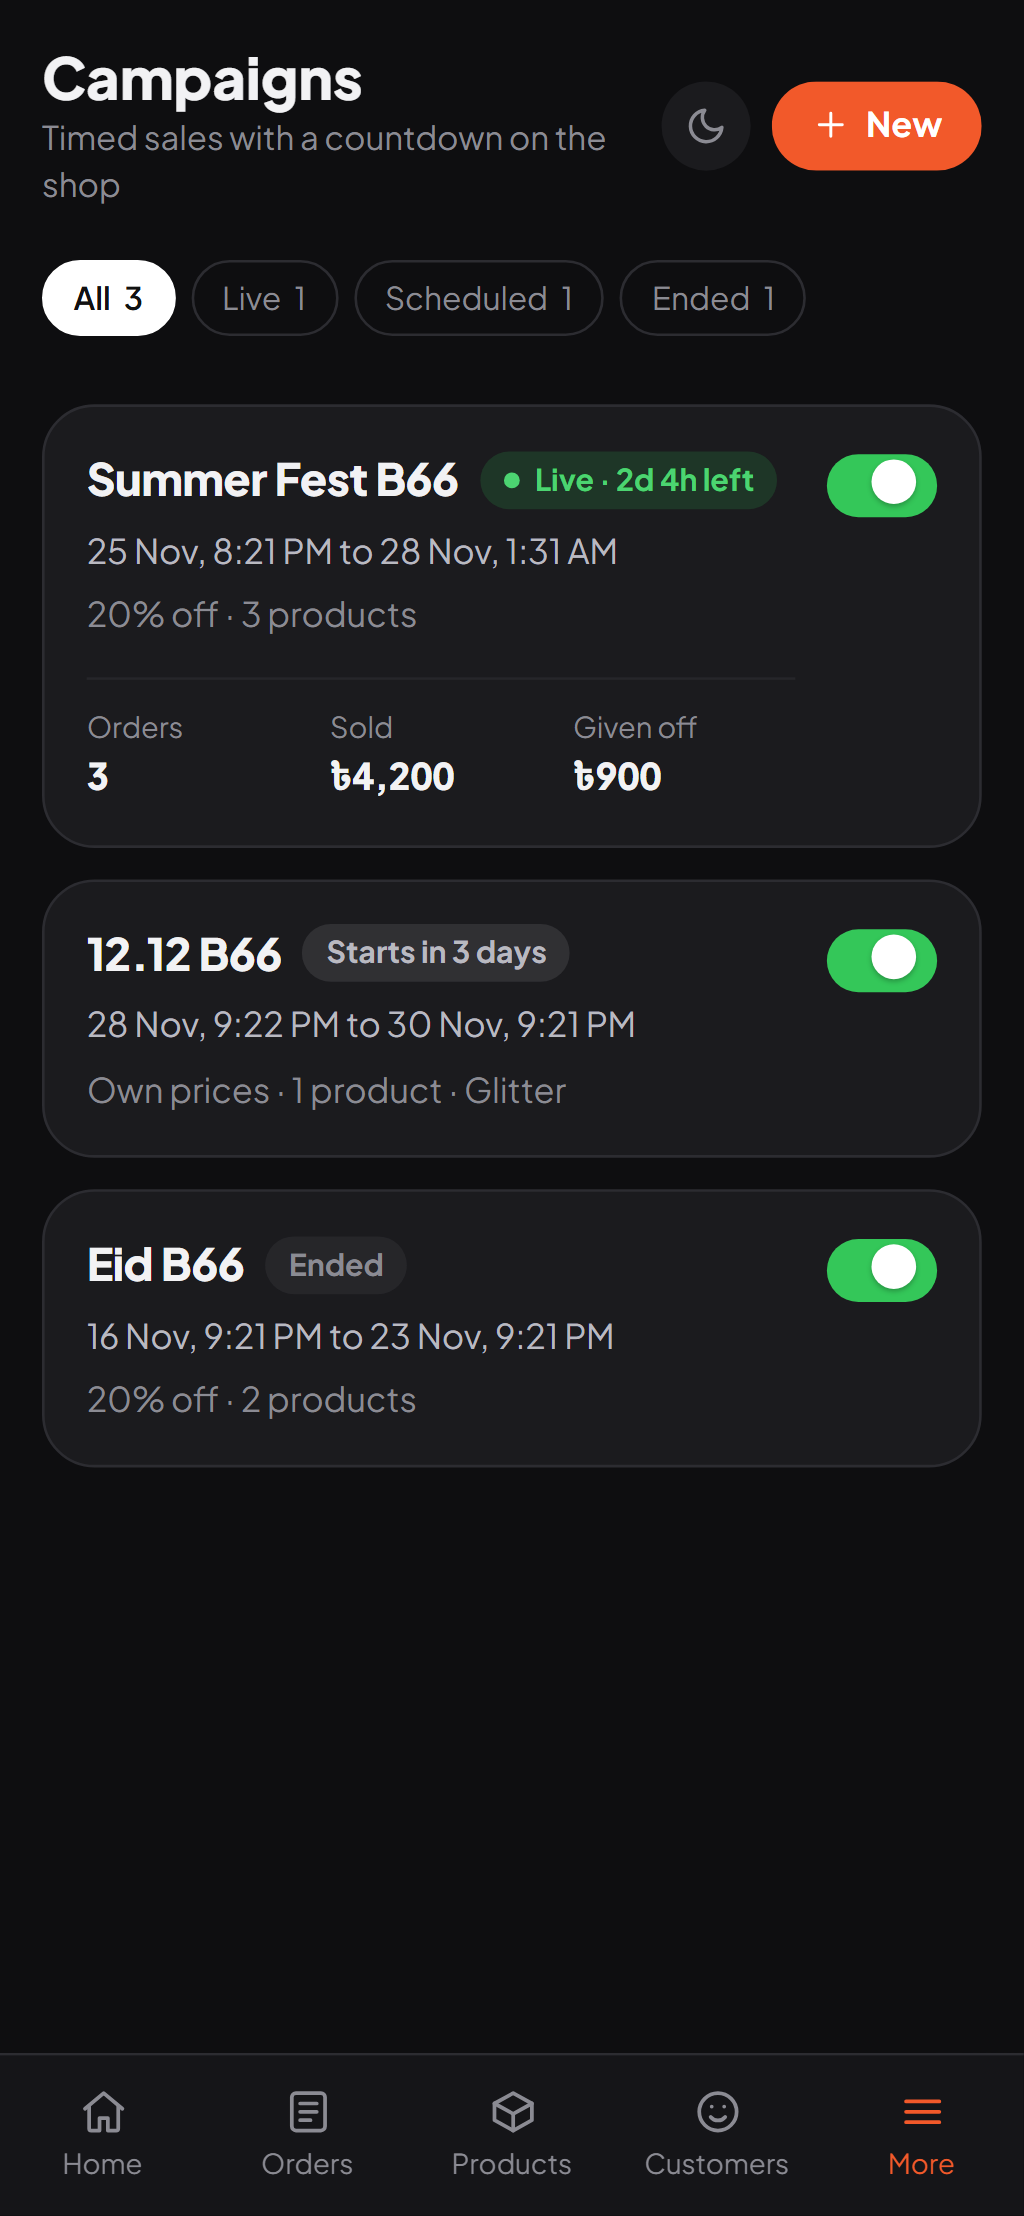 Campaigns
Timed sales with a countdown on the
shop
New
All 3
Live 1
Scheduled 1
Ended 1
Summer Fest B66
Live · 2d 4h left
25 Nov, 8:21 PM to 28 Nov, 1:31 AM
20% off · 3 products
Orders
Sold
Given off
3
৳4,200
৳900
12.12 B66
Starts in 3 days
28 Nov, 9:22 PM to 30 Nov, 9:21 PM
Own prices · 1 product · Glitter
Eid B66
Ended
16 Nov, 9:21 PM to 23 Nov, 9:21 PM
20% off · 2 products
Home
Orders
Products
Customers
More